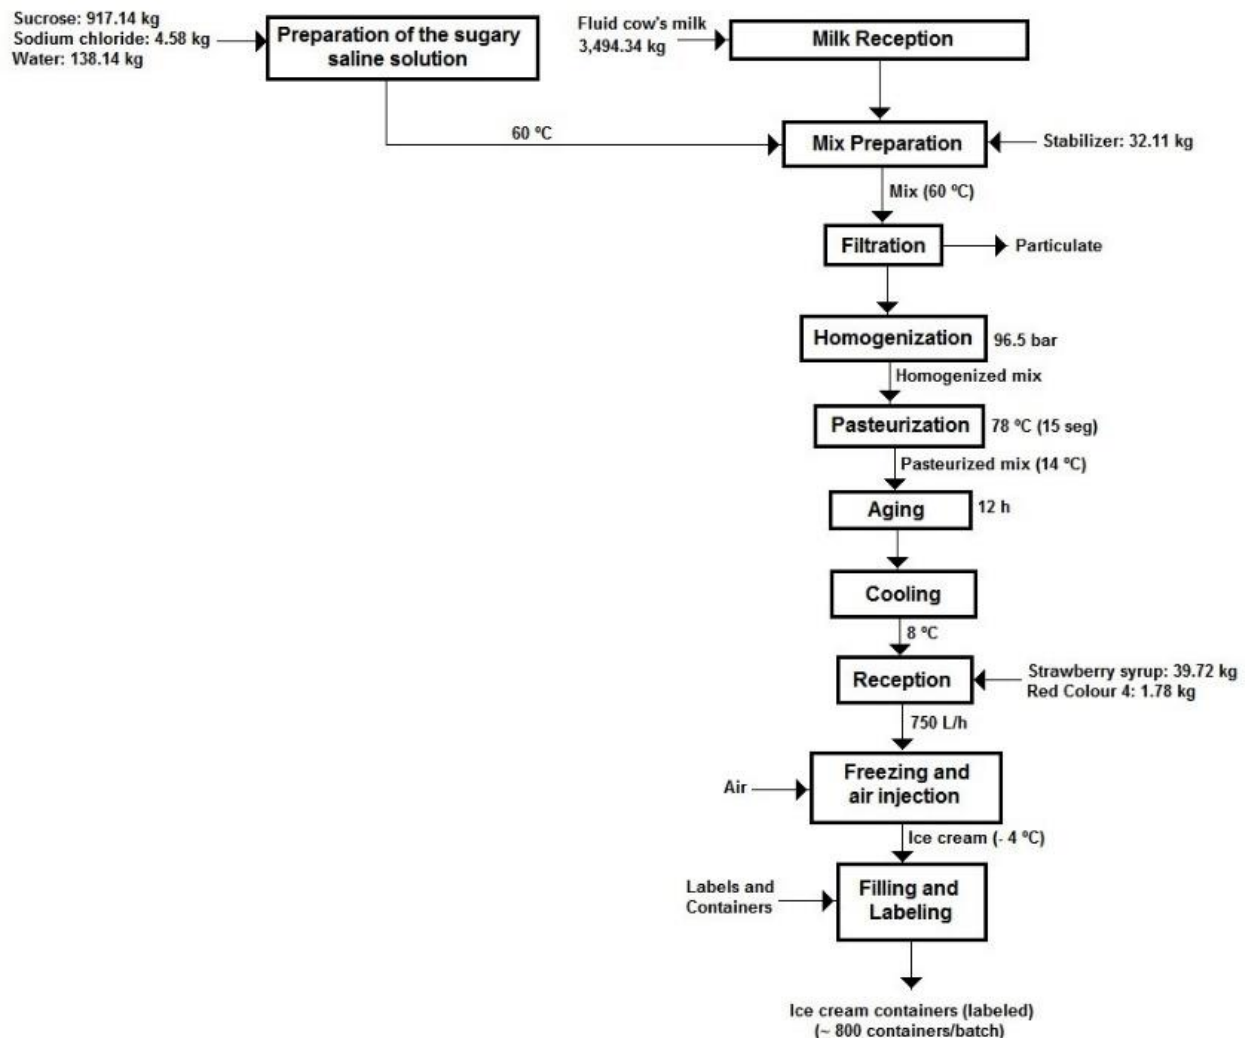 Sucrose: 917.14 kg
Sodium chloride: 4.58 kg
Water: 138.14 kg
Preparation of the sugary
saline solution
Fluid cow's milk
3,494.34 kg
Milk Reception
60 ºC
Mix Preparation
Stabilizer: 32.11 kg
Mix (60 ºC)
Filtration
Particulate
Homogenization
96.5 bar
Homogenized mix
Pasteurization
78 ºC (15 seg)
Pasteurized mix (14 ºC)
Aging
12 h
Cooling
8 ºC
Reception
Strawberry syrup: 39.72 kg
Red Colour 4: 1.78 kg
750 L/h
Air
Freezing and
air injection
Ice cream (- 4 ºC)
Labels and
Containers
Filling and
Labeling
Ice cream containers (labeled)
(~ 800 containers/batch)